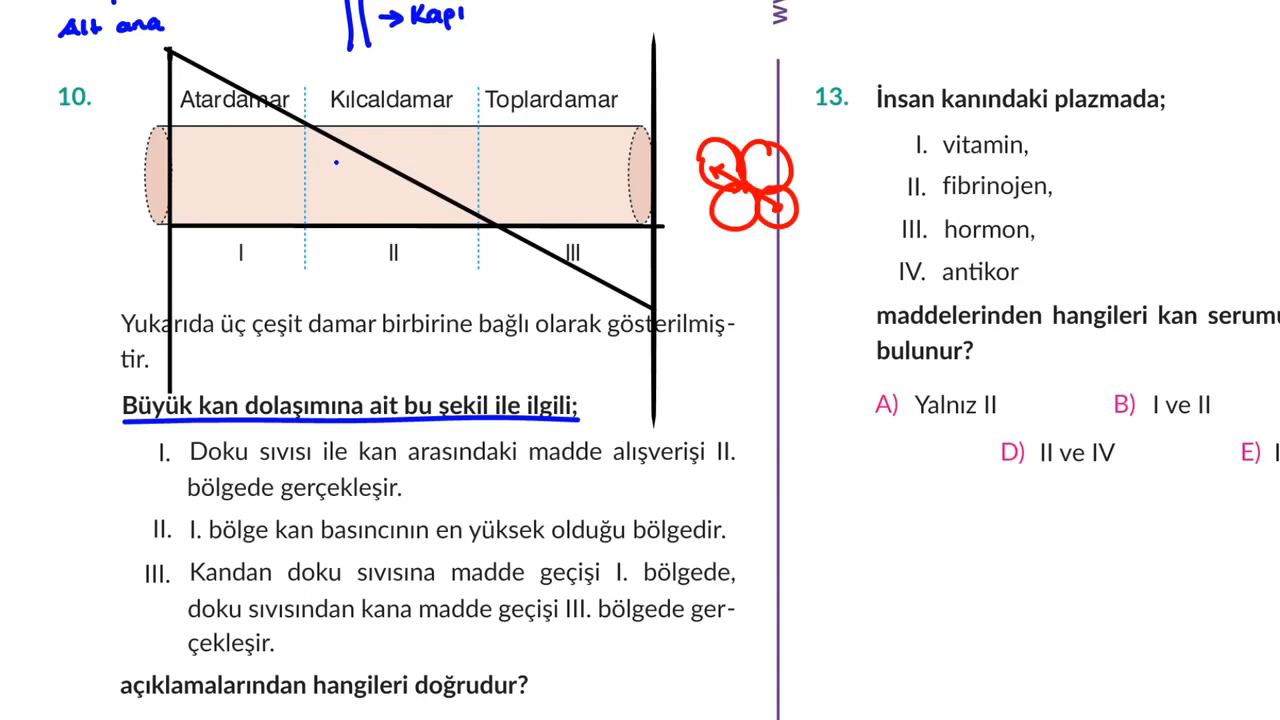 Alt ana
→ Kapı
10.
Atardamar Kılcaldamar Toplardamar
I II III
Yukarıda üç çeşit damar birbirine bağlı olarak gösterilmiş-
tir.
Büyük kan dolaşımına ait bu şekil ile ilgili;
I. Doku sıvısı ile kan arasındaki madde alışverişi II.
bölgede gerçekleşir.
II. I. bölge kan basıncının en yüksek olduğu bölgedir.
III. Kandan doku sıvısına madde geçişi I. bölgede,
doku sıvısından kana madde geçişi III. bölgede ger-
çekleşir.
açıklamalarından hangileri doğrudur?
13. İnsan kanındaki plazmada;
I. vitamin,
II. fibrinojen,
III. hormon,
IV. antikor
maddelerinden hangileri kan serumu
bulunur?
A) Yalnız II B) I ve II
D) II ve IV E) I